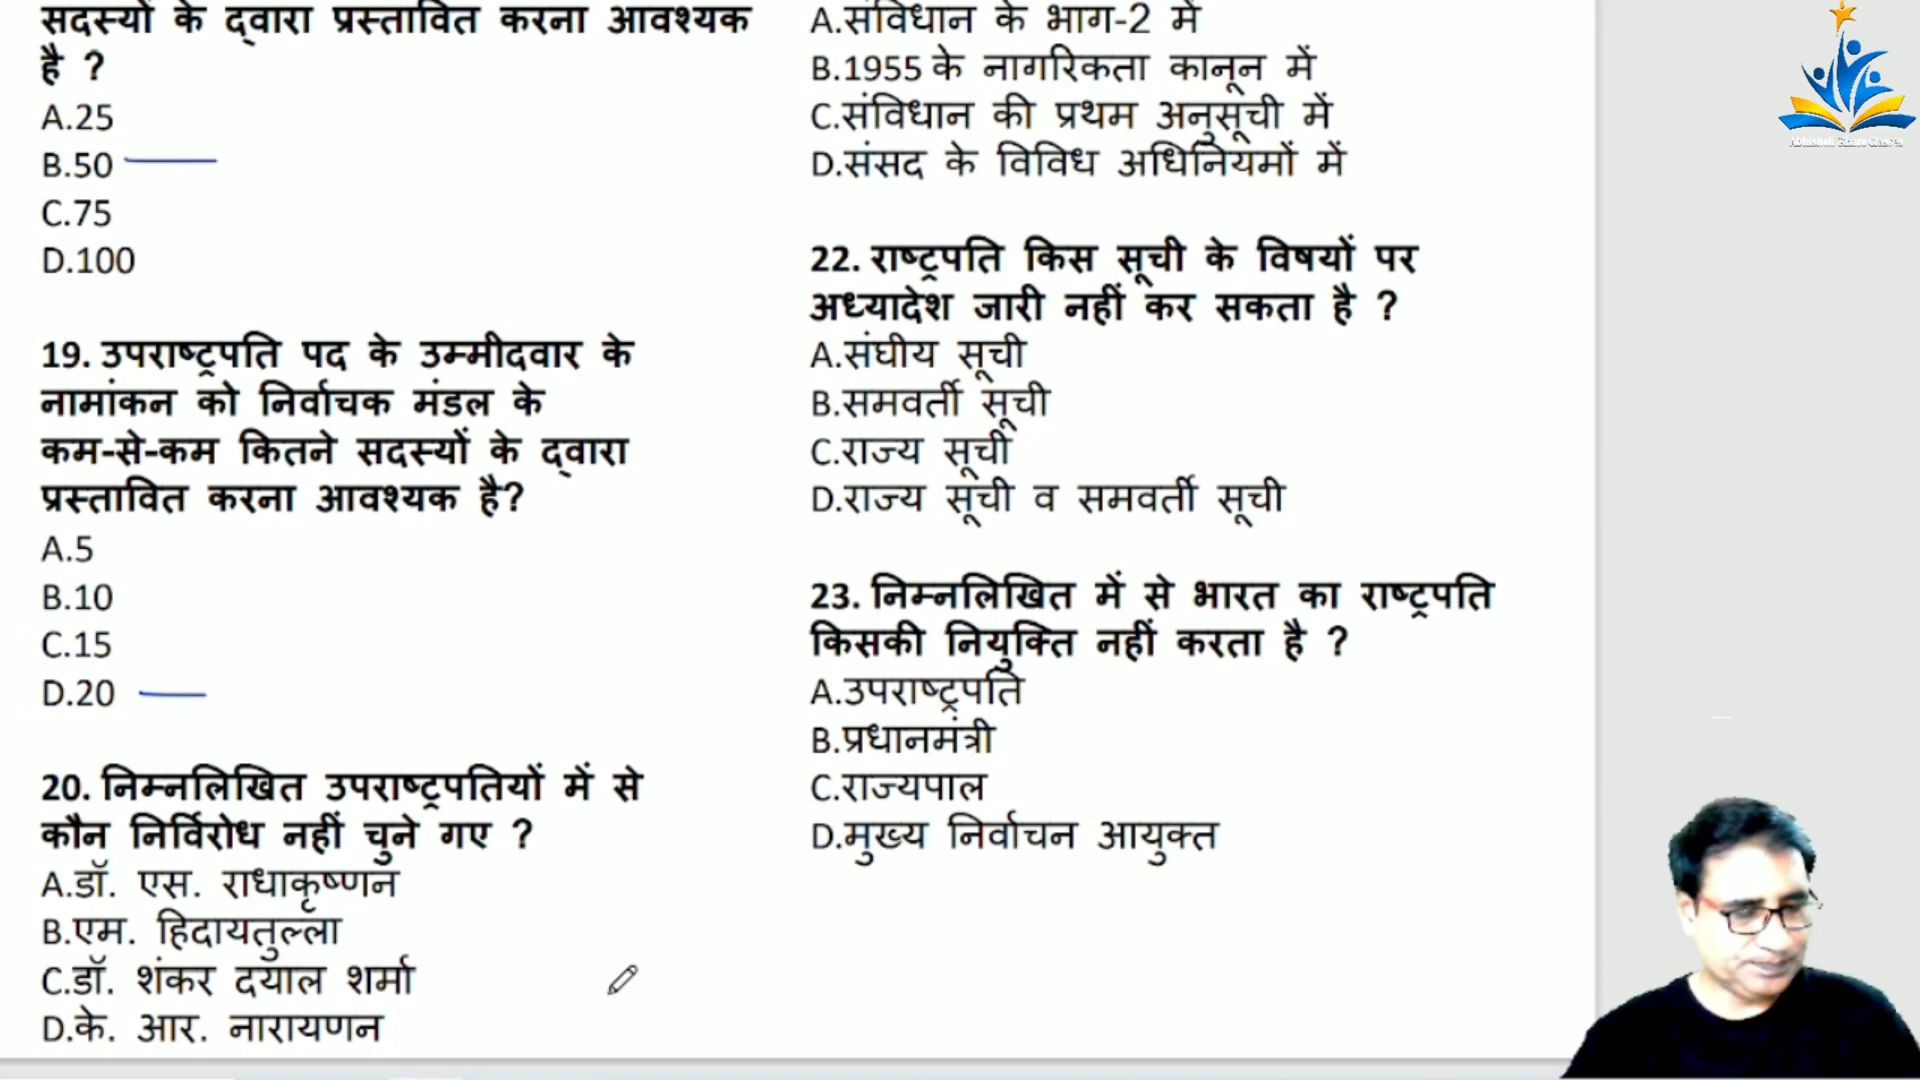 सदस्यों के द्वारा प्रस्तावित करना आवश्यक
है ?
A.25
B.50
C.75
D.100
19. उपराष्ट्रपति पद के उम्मीदवार के
नामांकन को निर्वाचक मंडल के
कम-से-कम कितने सदस्यों के द्वारा
प्रस्तावित करना आवश्यक है?
A.5
B.10
C.15
D.20
20. निम्नलिखित उपराष्ट्रपतियों में से
कौन निर्विरोध नहीं चुने गए ?
A.डॉ. एस. राधाकृष्णन
B.एम. हिदायतुल्ला
C.डॉ. शंकर दयाल शर्मा
D.के. आर. नारायणन
A.संविधान के भाग-2 में
B.1955 के नागरिकता कानून में
C.संविधान की प्रथम अनुसूची में
D.संसद के विविध अधिनियमों में
22. राष्ट्रपति किस सूची के विषयों पर
अध्यादेश जारी नहीं कर सकता है ?
A.संघीय सूची
B.समवर्ती सूची
C.राज्य सूची
D.राज्य सूची व समवर्ती सूची
23. निम्नलिखित में से भारत का राष्ट्रपति
किसकी नियुक्ति नहीं करता है ?
A.उपराष्ट्रपति
B.प्रधानमंत्री
C.राज्यपाल
D.मुख्य निर्वाचन आयुक्त